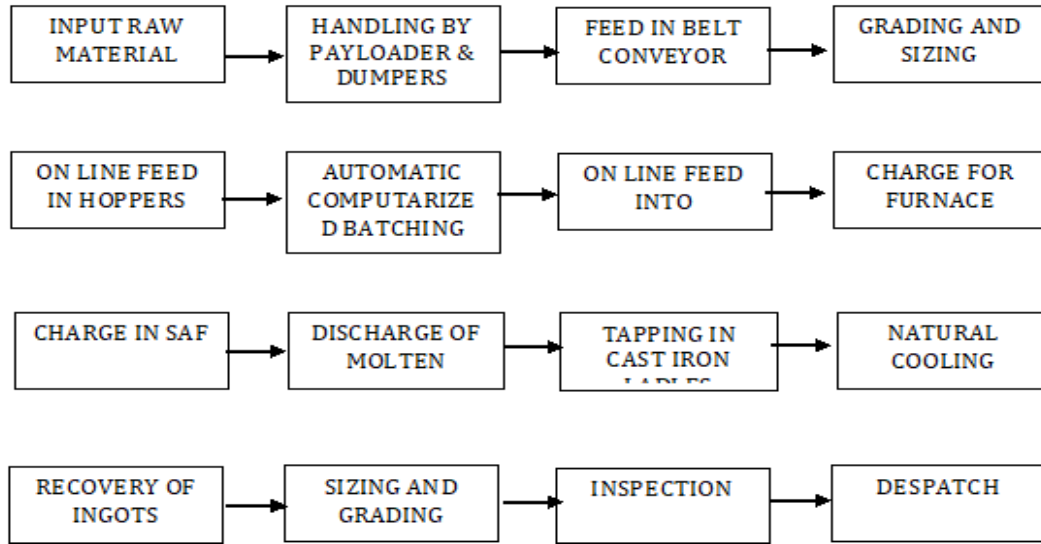 INPUT RAW
MATERIAL
HANDLING BY
PAYLOADER &
DUMPERS
FEED IN BELT
CONVEYOR
GRADING AND
SIZING
ON LINE FEED
IN HOPPERS
AUTOMATIC
COMPUTARIZE
D BATCHING
ON LINE FEED
INTO
CHARGE FOR
FURNACE
CHARGE IN SAF
DISCHARGE OF
MOLTEN
TAPPING IN
CAST IRON
NATURAL
COOLING
RECOVERY OF
INGOTS
SIZING AND
GRADING
INSPECTION
DESPATCH